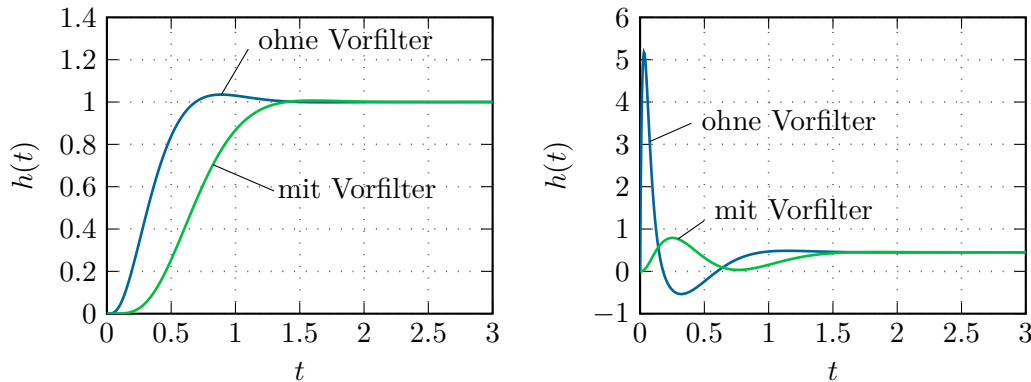 1.4
1.2
1
0.8
0.6
0.4
0.2
0
ohne Vorfilter
mit Vorfilter
h(t)
0 0.5 1 1.5 2 2.5 3
t
6
5
4
3
2
1
0
−1
ohne Vorfilter
mit Vorfilter
h(t)
0 0.5 1 1.5 2 2.5 3
t